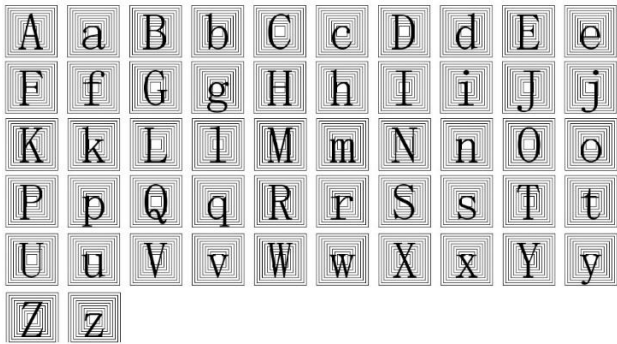 A a B b C c D d E e
F f G g H h I i J j
K k L l M m N n O o
P p Q q R r S s T t
U u V v W w X x Y y
Z z